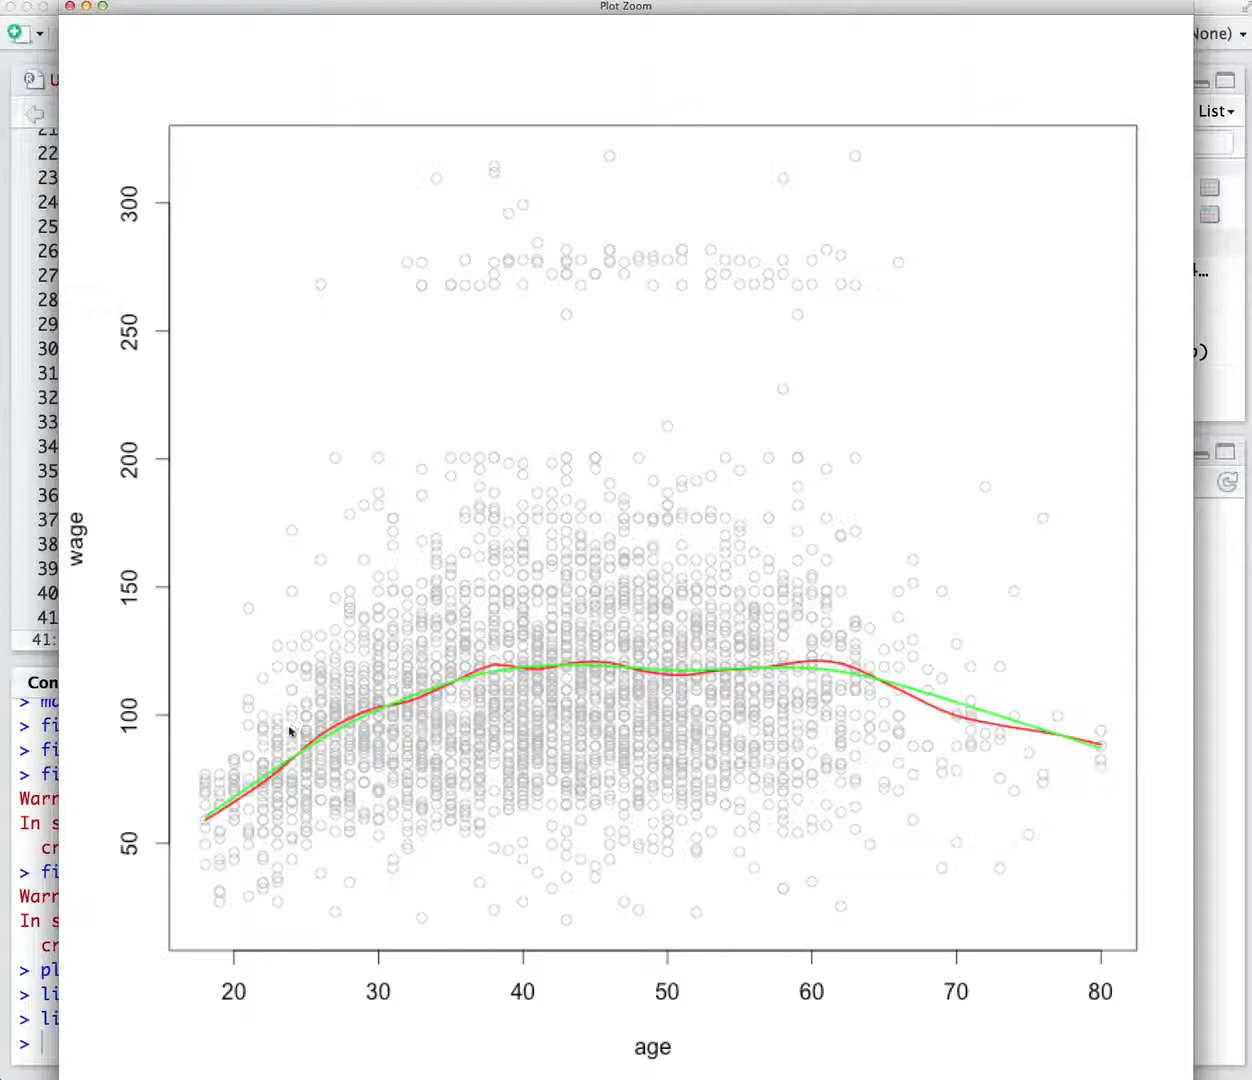 Plot Zoom
None)
U
List
21
22
23
24
25
26
27
28
29
30
31
32
33
34
35
36
37
38
39
40
41
41:
Con
> fi
> fi
> fi
Warn
In s
cr
> fi
Warn
In s
cr
> pl
> li
> li
>
300
250
200
150
100
50
wage
20 30 40 50 60 70 80
age